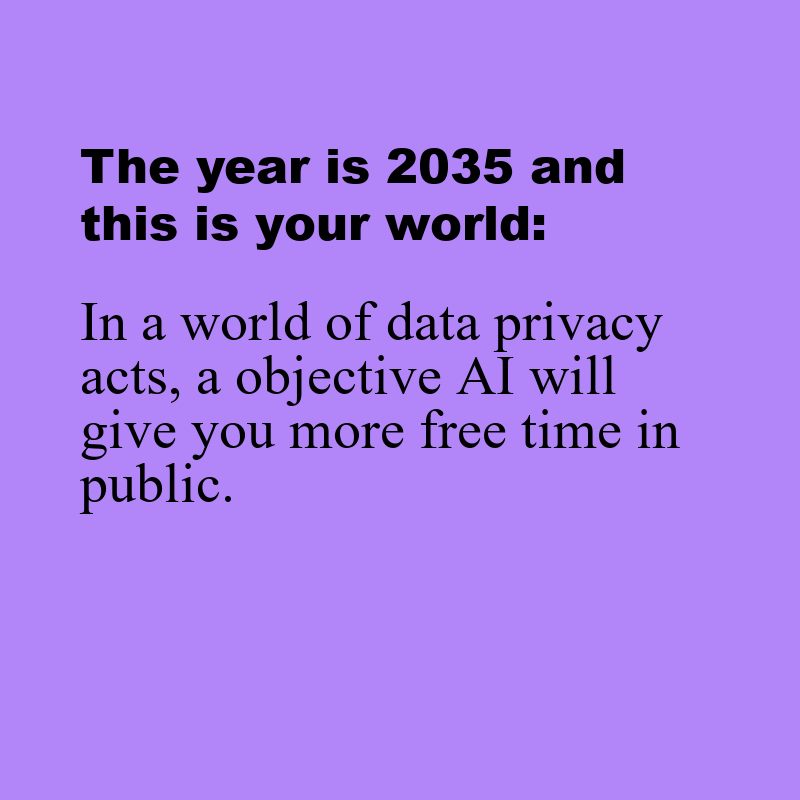 The year is 2035 and
this is your world:
In a world of data privacy
acts, a objective AI will
give you more free time in
public.